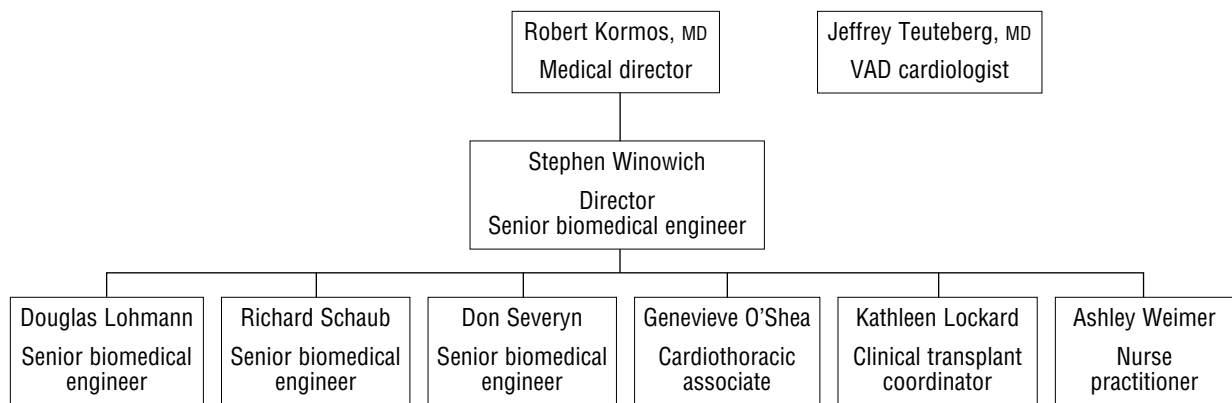 Robert Kormos, MD
Medical director
Jeffrey Teuteberg, MD
VAD cardiologist
Stephen Winowich
Director
Senior biomedical engineer
Douglas Lohmann
Senior biomedical
engineer
Richard Schaub
Senior biomedical
engineer
Don Severyn
Senior biomedical
engineer
Genevieve O'Shea
Cardiothoracic
associate
Kathleen Lockard
Clinical transplant
coordinator
Ashley Weimer
Nurse
practitioner